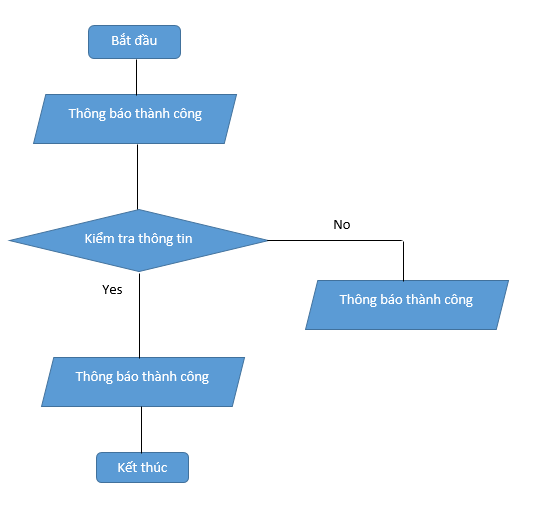 Bắt đầu
Thông báo thành công
Kiểm tra thông tin
No
Yes
Thông báo thành công
Thông báo thành công
Kết thúc